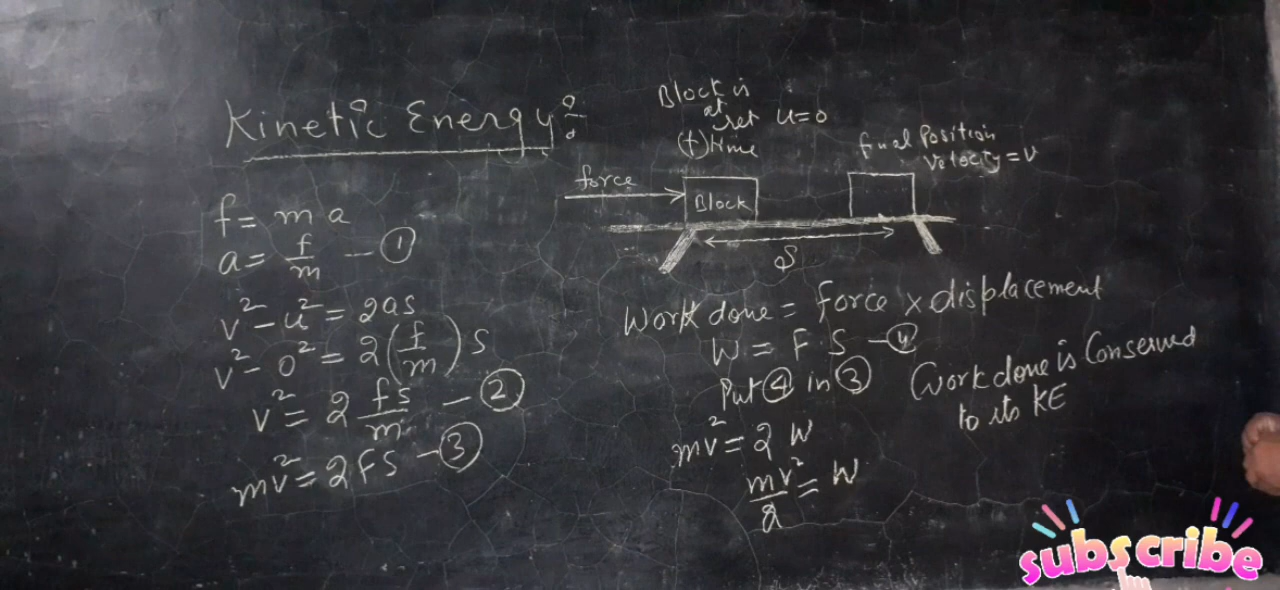 Kinetic Energy:-
f = m a
a = f/m - ①
v² - u² = 2as
v² - 0² = 2(f/m)s
v² = 2 fs/m - ②
mv² = 2FS - ③
Block is
at
rest u=0
(t) time
final Position
Velocity = v
force
Block
S
Work done = force × displacement
W = F S - ④
Put ④ in ③
mv² = 2 W
mv²/2 = W
(Work done is Conserved
to its KE
subscribe